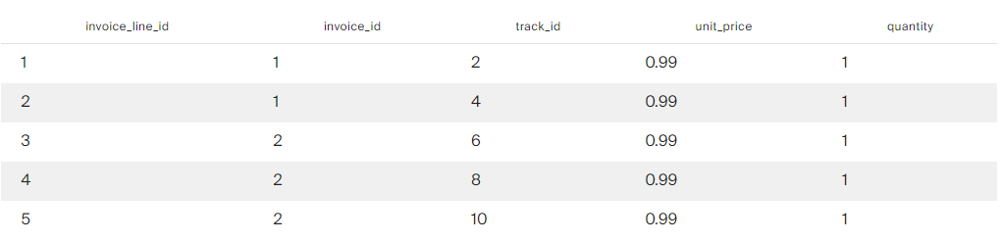 invoice_line_id invoice_id track_id unit_price quantity
1 1 2 0.99 1
2 1 4 0.99 1
3 2 6 0.99 1
4 2 8 0.99 1
5 2 10 0.99 1